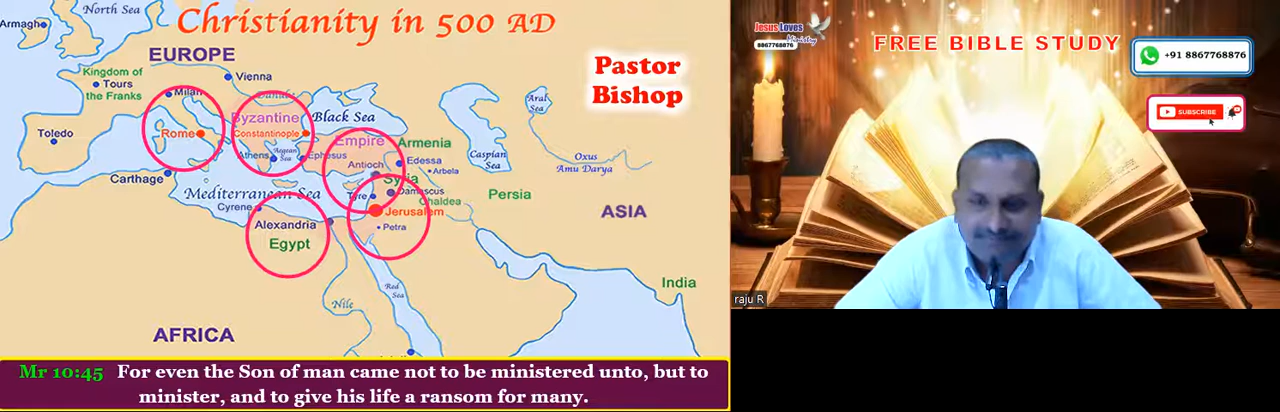 Christianity in 500 AD
North Sea
Armagh
EUROPE
Vienna
Kingdom of
Tours
the Franks
Milan
Danube
Pastor
Bishop
Byzantine
Black Sea
Aral
Sea
Toledo
Rome
Constantinople
Empire
Armenia
Caspian
Sea
Athens
Aegean
Sea
Ephesus
Antioch
Edessa
Arbela
Oxus
Amu Darya
Carthage
Syria
Mediterranean Sea
Tyre
Damascus
Chaldea
Persia
Cyrene
Jerusalem
ASIA
Alexandria
Petra
Egypt
Red
Sea
India
Nile
AFRICA
Mr 10:45 For even the Son of man came not to be ministered unto, but to
minister, and to give his life a ransom for many.
Jesus Loves
Ministry
8867768876
FREE BIBLE STUDY
+91 8867768876
SUBSCRIBE
raju R